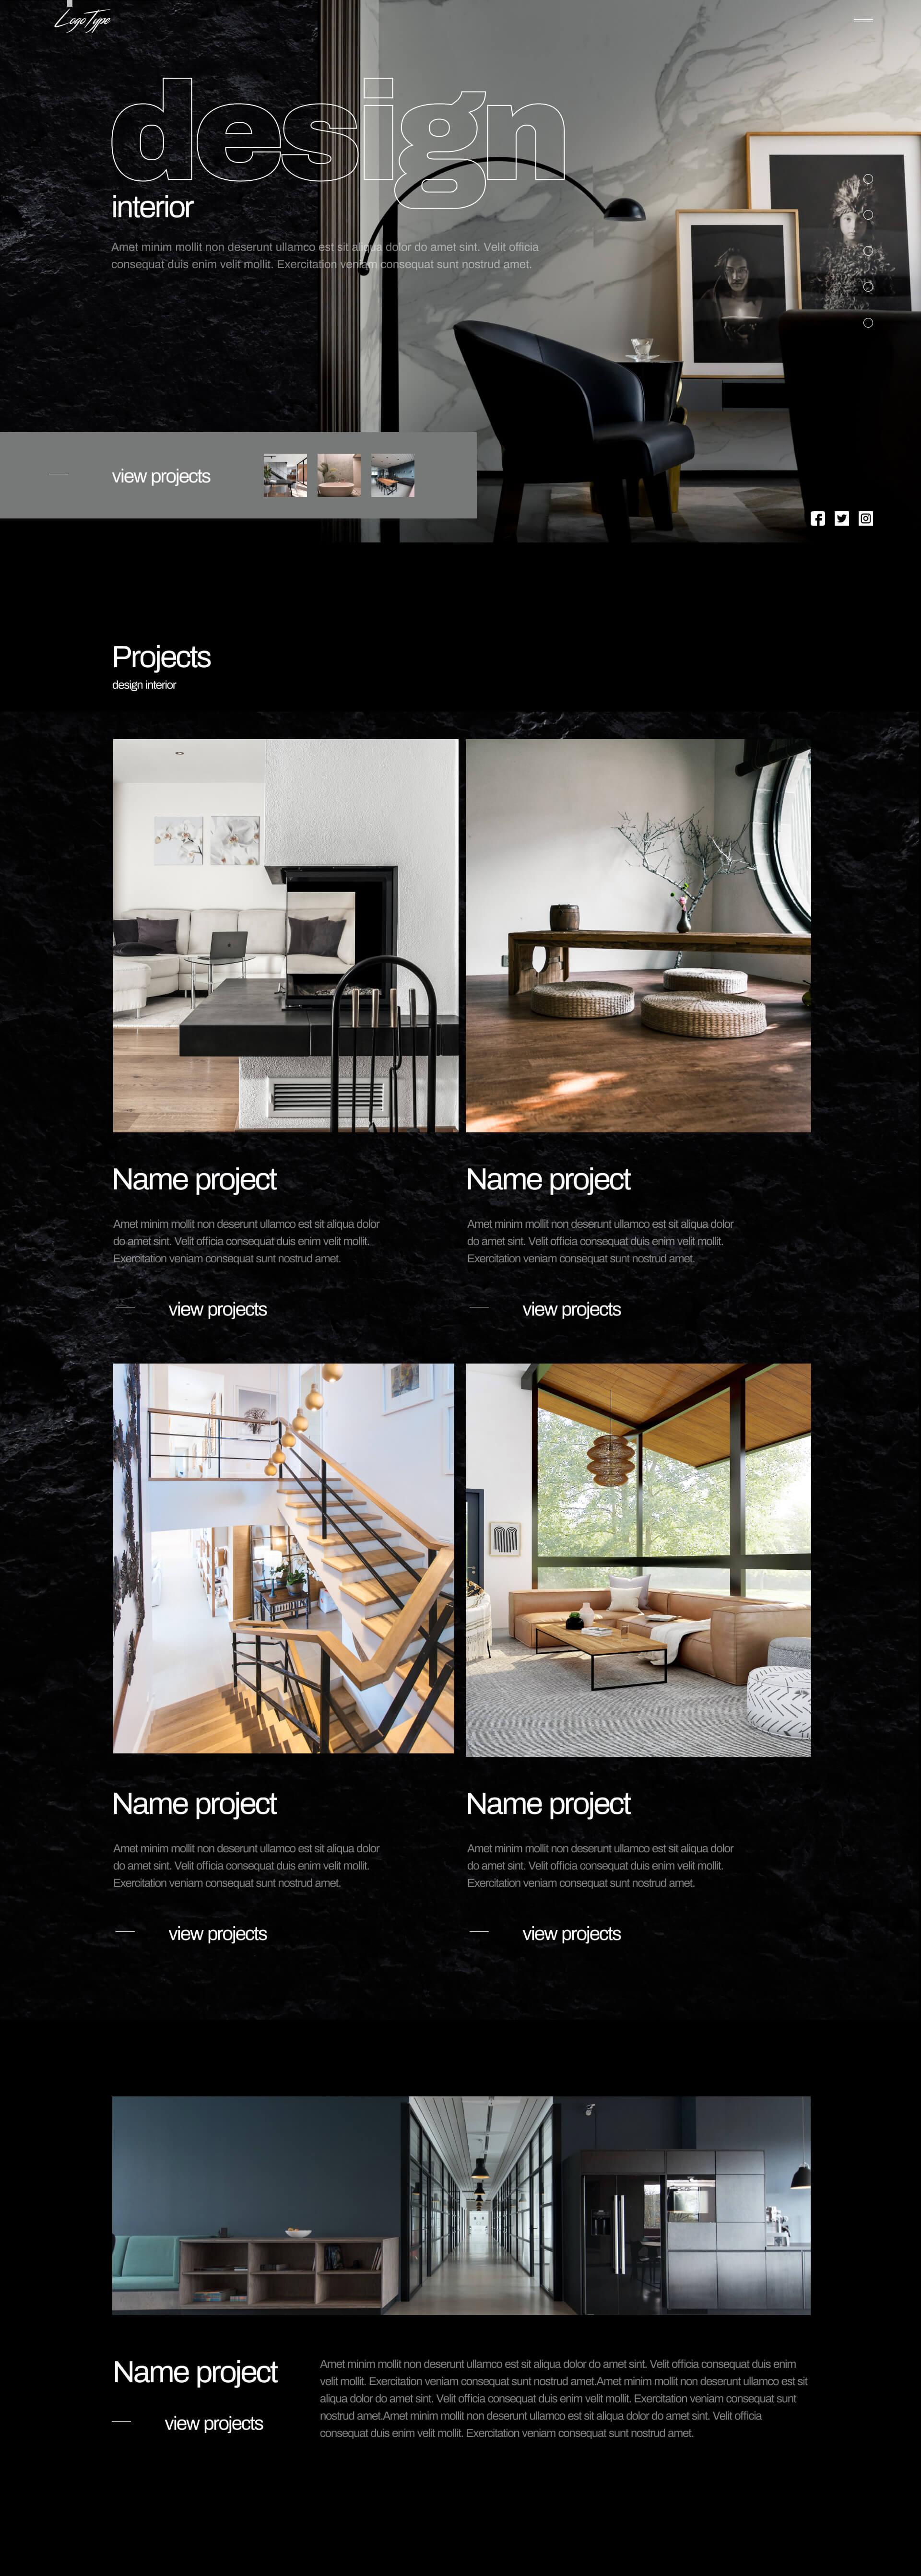 LogoType
design
interior
Amet minim mollit non deserunt ullamco est sit aliqua dolor do amet sint. Velit officia
consequat duis enim velit mollit. Exercitation veniam consequat sunt nostrud amet.
view projects
Projects
design interior
Name project
Amet minim mollit non deserunt ullamco est sit aliqua dolor
do amet sint. Velit officia consequat duis enim velit mollit.
Exercitation veniam consequat sunt nostrud amet.
view projects
Name project
Amet minim mollit non deserunt ullamco est sit aliqua dolor
do amet sint. Velit officia consequat duis enim velit mollit.
Exercitation veniam consequat sunt nostrud amet.
view projects
Name project
Amet minim mollit non deserunt ullamco est sit aliqua dolor
do amet sint. Velit officia consequat duis enim velit mollit.
Exercitation veniam consequat sunt nostrud amet.
view projects
Name project
Amet minim mollit non deserunt ullamco est sit aliqua dolor
do amet sint. Velit officia consequat duis enim velit mollit.
Exercitation veniam consequat sunt nostrud amet.
view projects
Name project
view projects
Amet minim mollit non deserunt ullamco est sit aliqua dolor do amet sint. Velit officia consequat duis enim
velit mollit. Exercitation veniam consequat sunt nostrud amet.Amet minim mollit non deserunt ullamco est sit
aliqua dolor do amet sint. Velit officia consequat duis enim velit mollit. Exercitation veniam consequat sunt
nostrud amet.Amet minim mollit non deserunt ullamco est sit aliqua dolor do amet sint. Velit officia
consequat duis enim velit mollit. Exercitation veniam consequat sunt nostrud amet.